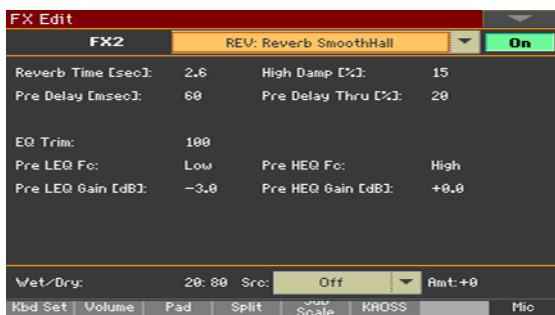 FX Edit
FX2 REV: Reverb SmoothHall On
Reverb Time [sec]: 2.6 High Damp [%]: 15
Pre Delay [msec]: 60 Pre Delay Thru [%]: 20
EQ Trim: 100
Pre LEQ Fc: Low Pre HEQ Fc: High
Pre LEQ Gain [dB]: -3.0 Pre HEQ Gain [dB]: +0.0
Wet/Dry: 20:80 Src: Off Amt:+0
Kbd Set Volume Pad Split Sub Scale KAOSS Mic